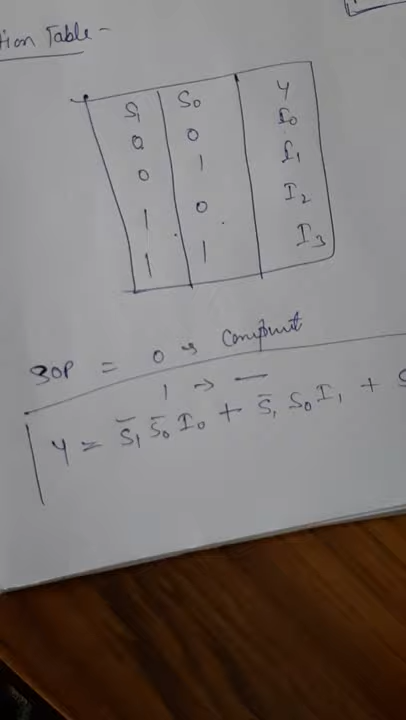 tion Table -
S₁ S₀ Y
0 0 I₀
0 1 I₁
1 0 I₂
1 1 I₃
SOP = 0 →
1 → —
Y = S̄₁ S̄₀ I₀ + S̄₁ S₀ I₁ + S